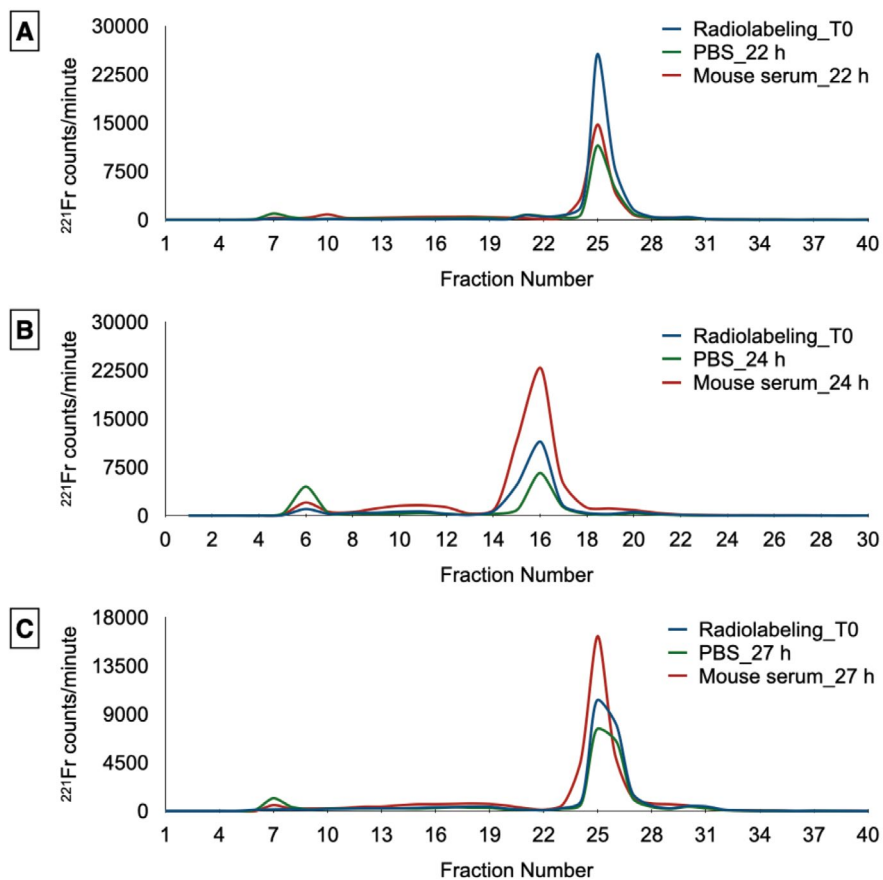 A
30000
22500
15000
7500
0
²²¹Fr counts/minute
Radiolabeling_T0
PBS_22 h
Mouse serum_22 h
1 4 7 10 13 16 19 22 25 28 31 34 37 40
Fraction Number
B
30000
22500
15000
7500
0
²²¹Fr counts/minute
Radiolabeling_T0
PBS_24 h
Mouse serum_24 h
0 2 4 6 8 10 12 14 16 18 20 22 24 26 28 30
Fraction Number
C
18000
13500
9000
4500
0
²²¹Fr counts/minute
Radiolabeling_T0
PBS_27 h
Mouse serum_27 h
1 4 7 10 13 16 19 22 25 28 31 34 37 40
Fraction Number